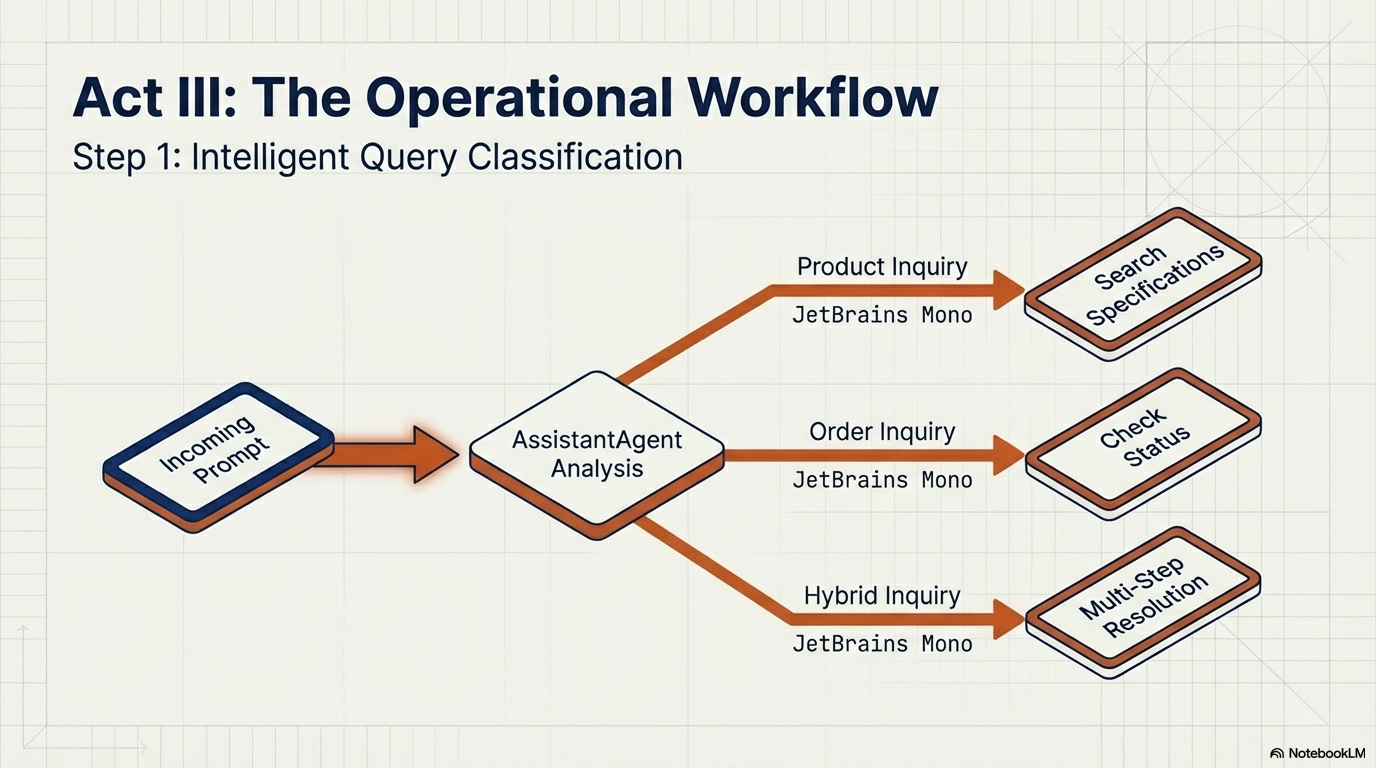 Act III: The Operational Workflow
Step 1: Intelligent Query Classification
Incoming
Prompt
AssistantAgent
Analysis
Product Inquiry
JetBrains Mono
Search
Specifications
Order Inquiry
JetBrains Mono
Check
Status
Hybrid Inquiry
JetBrains Mono
Multi-Step
Resolution
NotebookLM